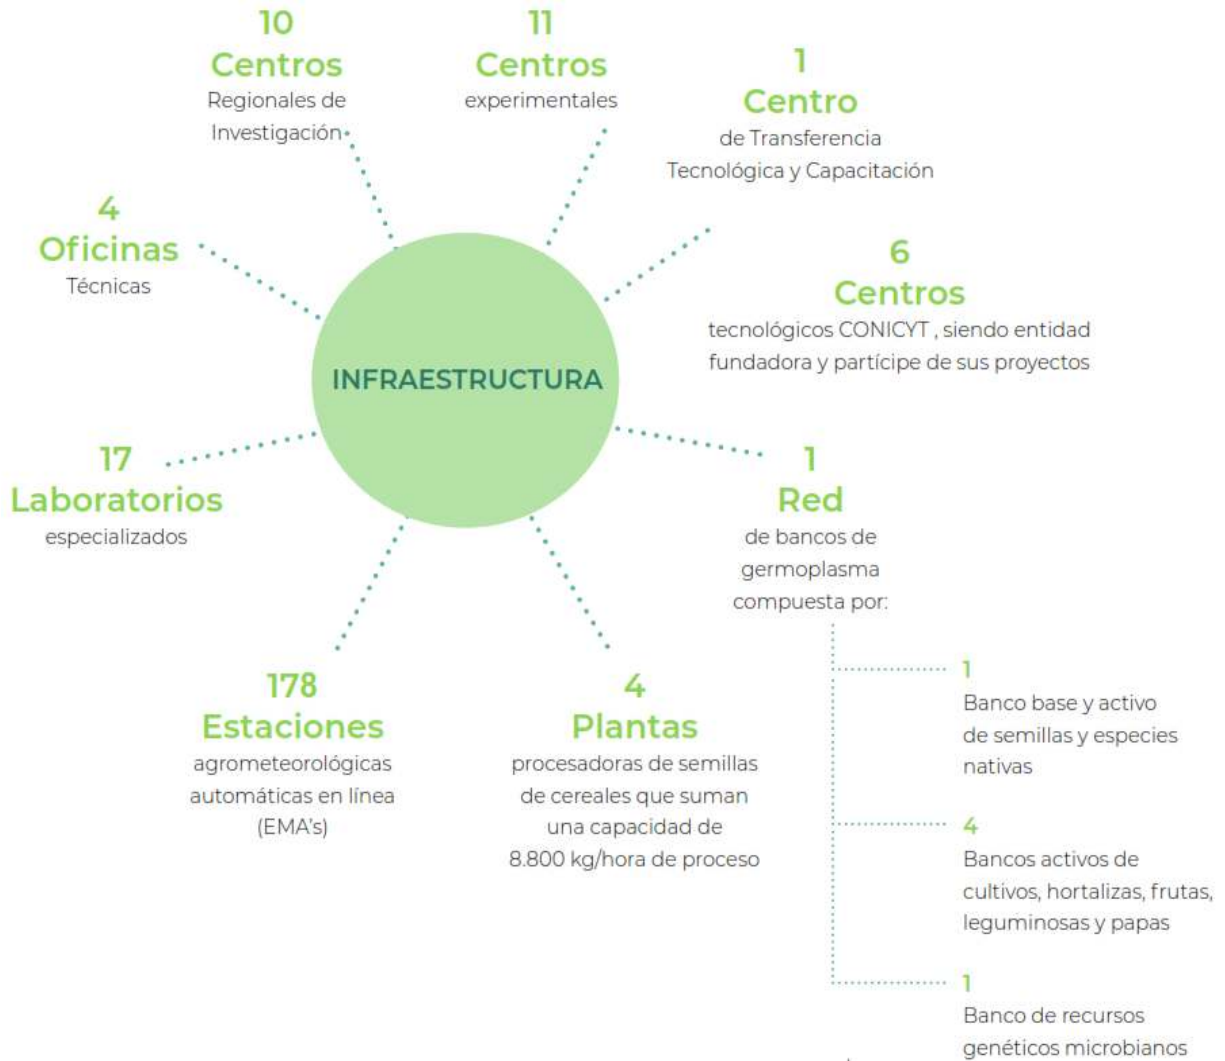 10
Centros
Regionales de
Investigación
11
Centros
experimentales
1
Centro
de Transferencia
Tecnológica y Capacitación
4
Oficinas
Técnicas
6
Centros
tecnológicos CONICYT , siendo entidad
fundadora y partícipe de sus proyectos
INFRAESTRUCTURA
17
Laboratorios
especializados
1
Red
de bancos de
germoplasma
compuesta por:
178
Estaciones
agrometeorológicas
automáticas en línea
(EMA's)
4
Plantas
procesadoras de semillas
de cereales que suman
una capacidad de
8.800 kg/hora de proceso
1
Banco base y activo
de semillas y especies
nativas
4
Bancos activos de
cultivos, hortalizas, frutas,
leguminosas y papas
1
Banco de recursos
genéticos microbianos